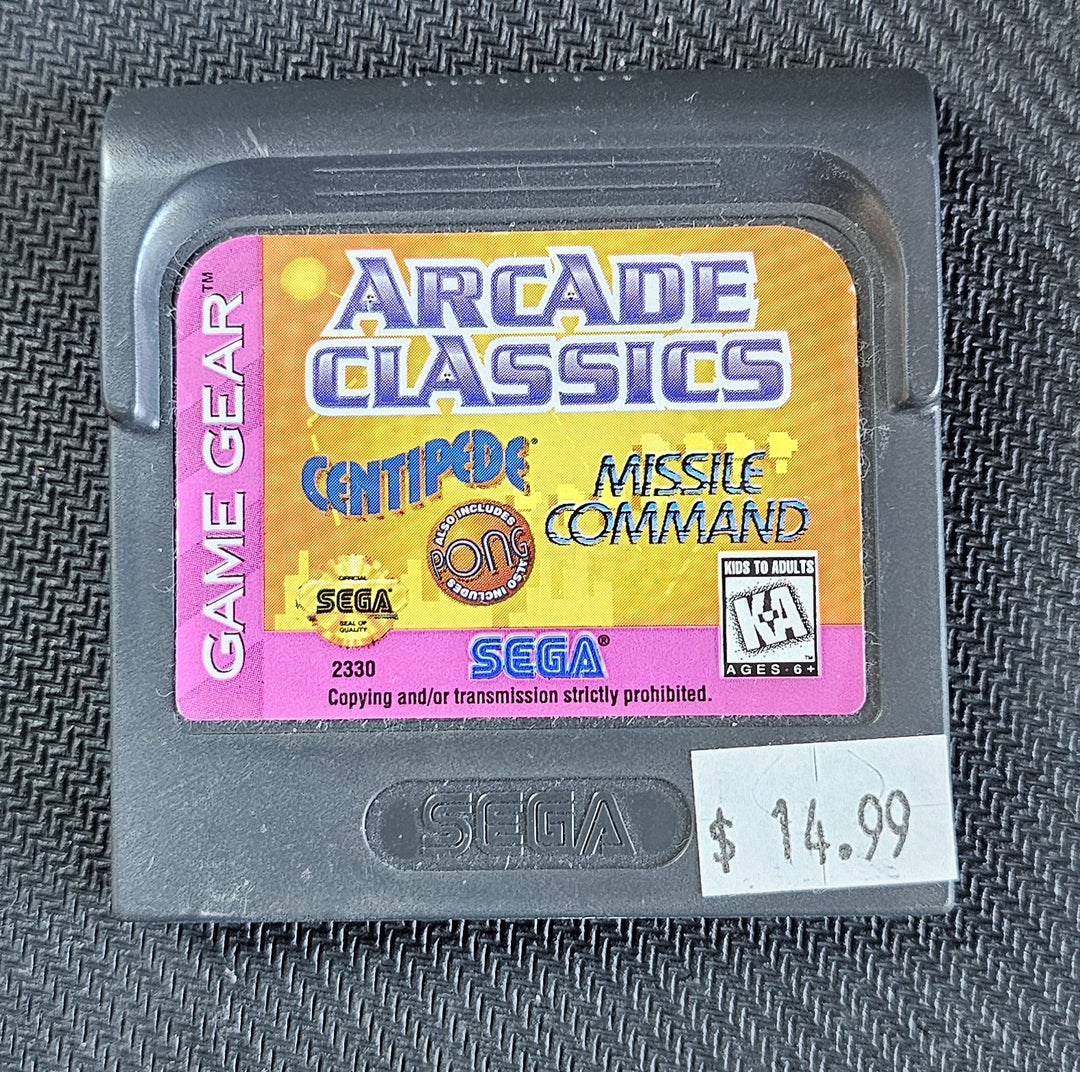 GAME GEAR™
ARCADE
CLASSICS
CENTIPEDE®
MISSILE
COMMAND
ALSO INCLUDES
PONG
ALSO INCLUDES
OFFICIAL
SEGA
SEAL OF
QUALITY
KIDS TO ADULTS
K-A
AGES 6+
SEGA®
2330
Copying and/or transmission strictly prohibited.
SEGA
$ 14.99